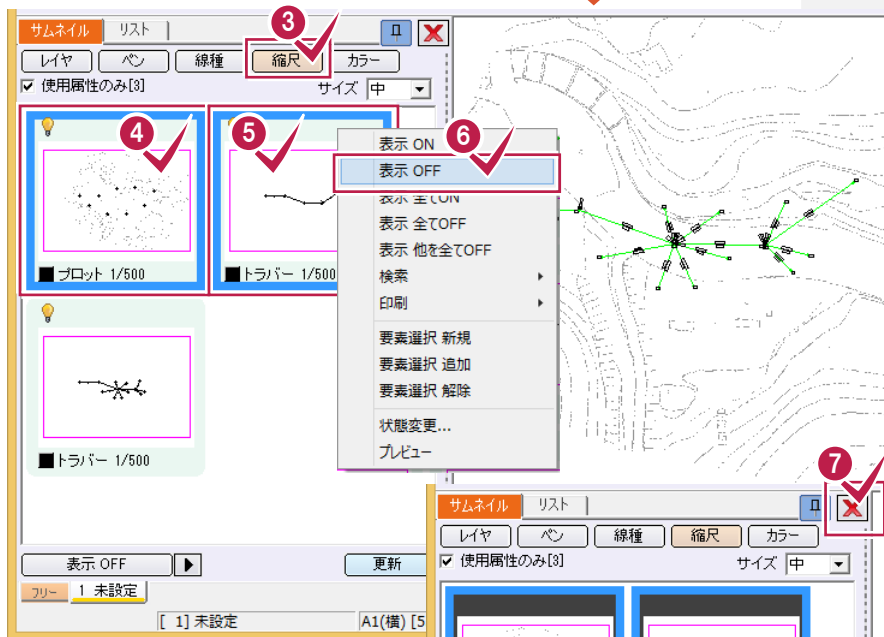 サムネイル リスト
3
レイヤ ペン 線種 縮尺 カラー
使用属性のみ[3] サイズ 中
4
5
6
プロット 1/500
トラバー 1/500
表示 ON
表示 OFF
表示 全てON
表示 全てOFF
表示 他を全てOFF
検索
印刷
要素選択 新規
要素選択 追加
要素選択 解除
状態変更...
プレビュー
トラバー 1/500
表示 OFF 更新
フリー 1 未設定
[ 1] 未設定 A1(横) [5
7
サムネイル リスト
レイヤ ペン 線種 縮尺 カラー
使用属性のみ[3] サイズ 中